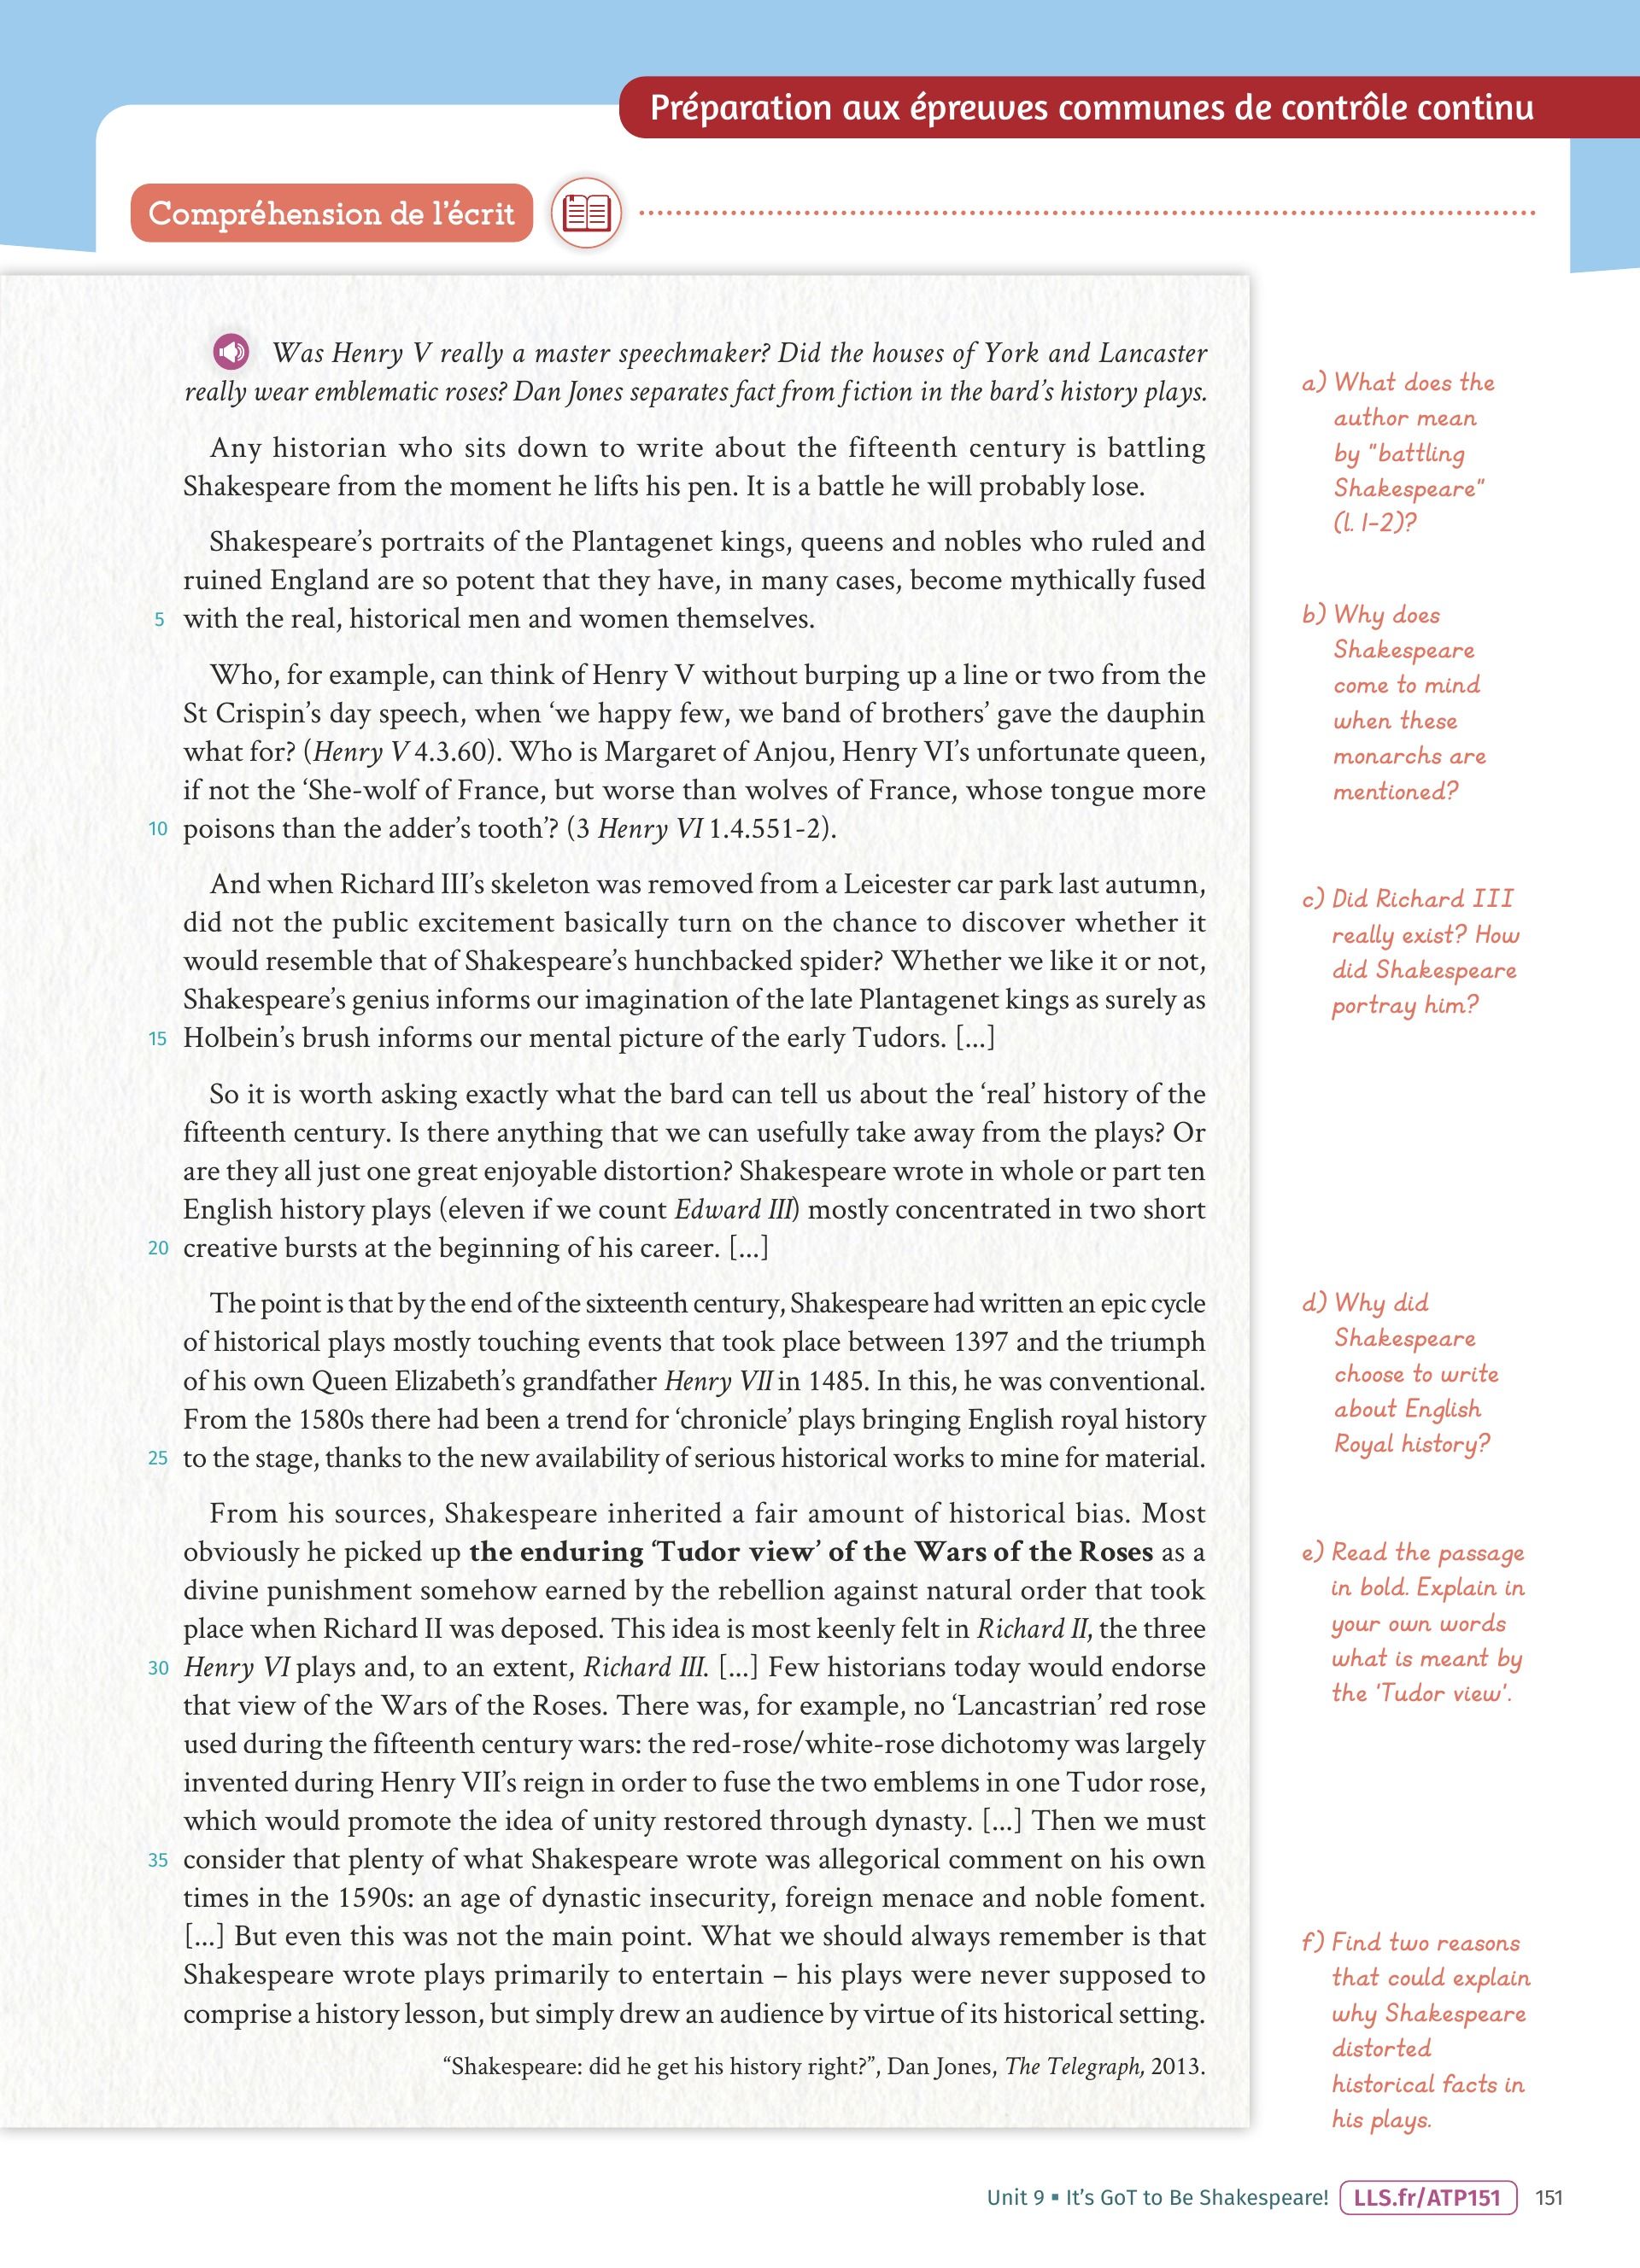 Préparation aux épreuves communes de contrôle continu
Compréhension de l'écrit
Was Henry V really a master speechmaker? Did the houses of York and Lancaster
really wear emblematic roses? Dan Jones separates fact from fiction in the bard's history plays.
Any historian who sits down to write about the fifteenth century is battling
Shakespeare from the moment he lifts his pen. It is a battle he will probably lose.
Shakespeare's portraits of the Plantagenet kings, queens and nobles who ruled and
ruined England are so potent that they have, in many cases, become mythically fused
5 with the real, historical men and women themselves.
Who, for example, can think of Henry V without burping up a line or two from the
St Crispin's day speech, when 'we happy few, we band of brothers' gave the dauphin
what for? (Henry V 4.3.60). Who is Margaret of Anjou, Henry VI's unfortunate queen,
if not the 'She-wolf of France, but worse than wolves of France, whose tongue more
10 poisons than the adder's tooth'? (3 Henry VI 1.4.551-2).
And when Richard III's skeleton was removed from a Leicester car park last autumn,
did not the public excitement basically turn on the chance to discover whether it
would resemble that of Shakespeare's hunchbacked spider? Whether we like it or not,
Shakespeare's genius informs our imagination of the late Plantagenet kings as surely as
15 Holbein's brush informs our mental picture of the early Tudors. [...]
So it is worth asking exactly what the bard can tell us about the 'real' history of the
fifteenth century. Is there anything that we can usefully take away from the plays? Or
are they all just one great enjoyable distortion? Shakespeare wrote in whole or part ten
English history plays (eleven if we count Edward III) mostly concentrated in two short
20 creative bursts at the beginning of his career. [...]
The point is that by the end of the sixteenth century, Shakespeare had written an epic cycle
of historical plays mostly touching events that took place between 1397 and the triumph
of his own Queen Elizabeth's grandfather Henry VII in 1485. In this, he was conventional.
From the 1580s there had been a trend for 'chronicle' plays bringing English royal history
25 to the stage, thanks to the new availability of serious historical works to mine for material.
From his sources, Shakespeare inherited a fair amount of historical bias. Most
obviously he picked up the enduring 'Tudor view' of the Wars of the Roses as a
divine punishment somehow earned by the rebellion against natural order that took
place when Richard II was deposed. This idea is most keenly felt in Richard II, the three
30 Henry VI plays and, to an extent, Richard III. [...] Few historians today would endorse
that view of the Wars of the Roses. There was, for example, no 'Lancastrian' red rose
used during the fifteenth century wars: the red-rose/white-rose dichotomy was largely
invented during Henry VII's reign in order to fuse the two emblems in one Tudor rose,
which would promote the idea of unity restored through dynasty. [...] Then we must
35 consider that plenty of what Shakespeare wrote was allegorical comment on his own
times in the 1590s: an age of dynastic insecurity, foreign menace and noble foment.
[...] But even this was not the main point. What we should always remember is that
Shakespeare wrote plays primarily to entertain – his plays were never supposed to
comprise a history lesson, but simply drew an audience by virtue of its historical setting.
"Shakespeare: did he get his history right?", Dan Jones, The Telegraph, 2013.
a) What does the
author mean
by "battling
Shakespeare"
(l. 1-2)?
b) Why does
Shakespeare
come to mind
when these
monarchs are
mentioned?
c) Did Richard III
really exist? How
did Shakespeare
portray him?
d) Why did
Shakespeare
choose to write
about English
Royal history?
e) Read the passage
in bold. Explain in
your own words
what is meant by
the 'Tudor view'.
f) Find two reasons
that could explain
why Shakespeare
distorted
historical facts in
his plays.
Unit 9 ▪ It's GoT to Be Shakespeare! LLS.fr/ATP151 151